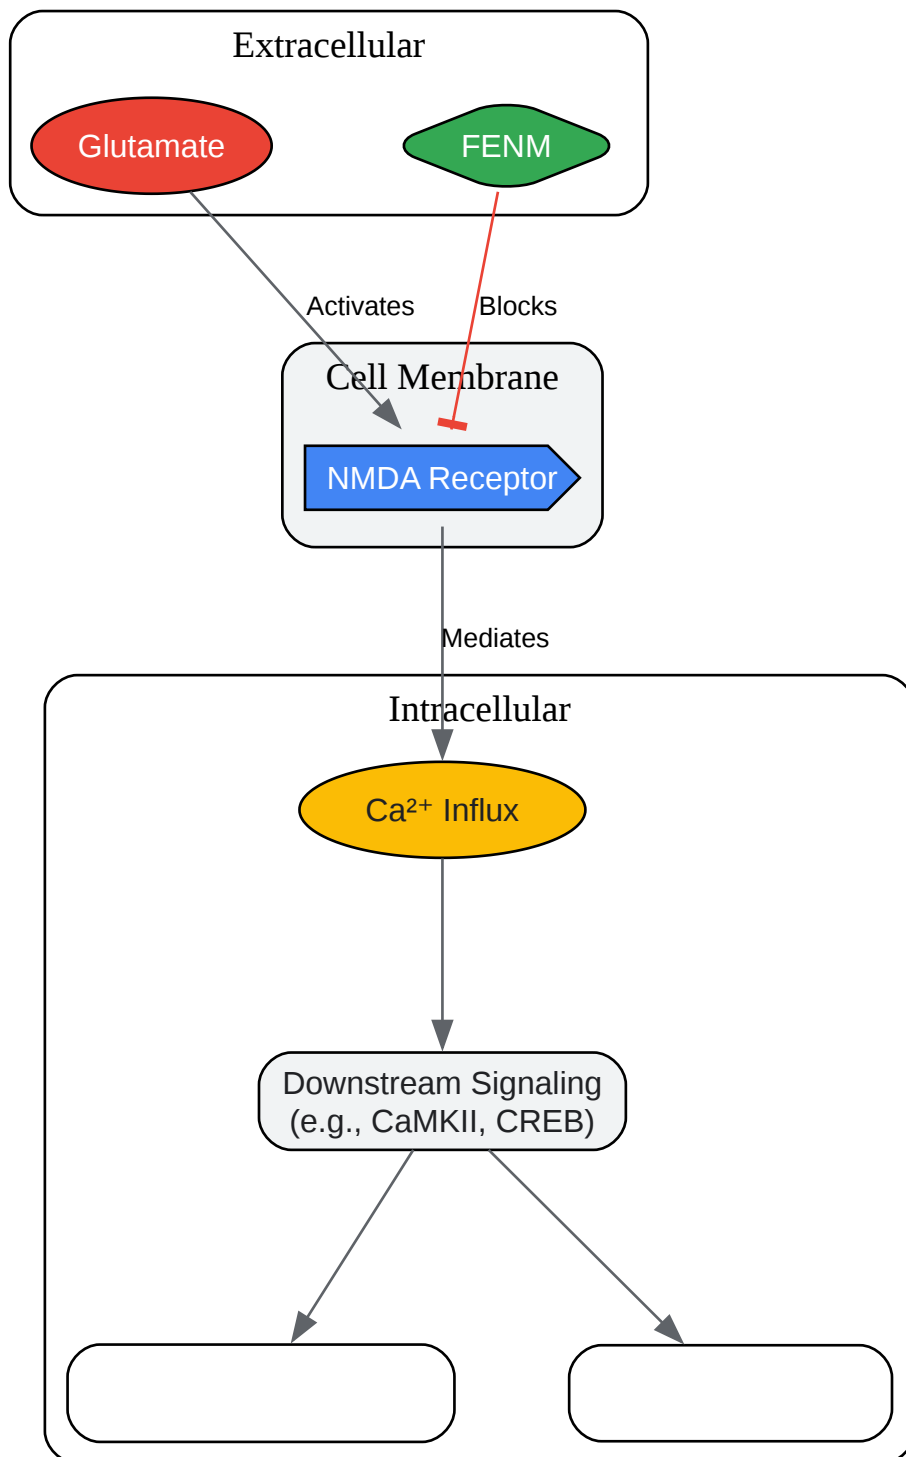 Extracellular
Glutamate
FENM
Activates
Blocks
Cell Membrane
NMDA Receptor
Mediates
Intracellular
Ca²⁺ Influx
Downstream Signaling
(e.g., CaMKII, CREB)